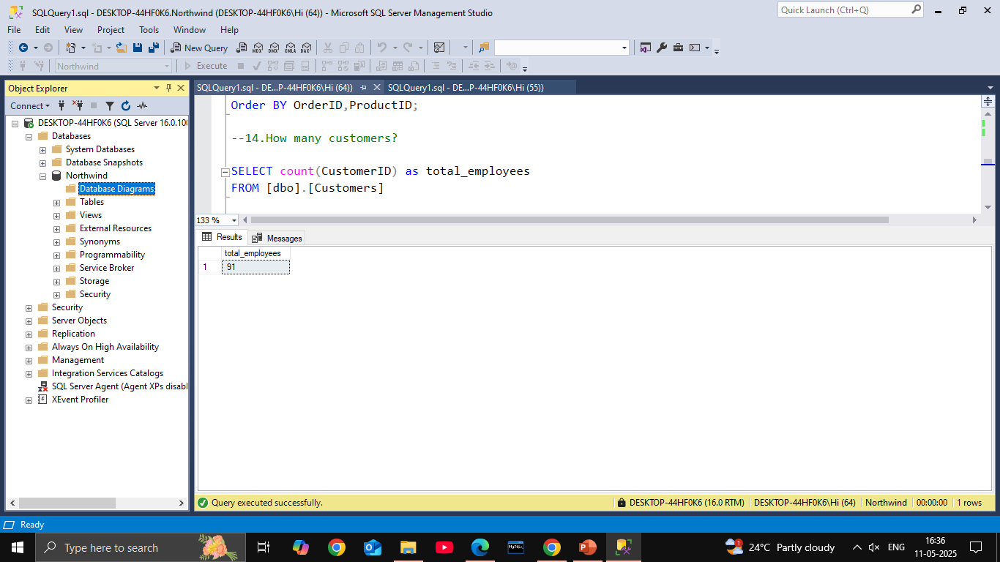 SQLQuery1.sql - DESKTOP-44HF0K6.Northwind (DESKTOP-44HF0K6\Hi (64)) - Microsoft SQL Server Management Studio
Quick Launch (Ctrl+Q)
File Edit View Project Tools Window Help
New Query MDX DMX XMLA DAX
Northwind Execute
Object Explorer
Connect
DESKTOP-44HF0K6 (SQL Server 16.0.100
Databases
System Databases
Database Snapshots
Northwind
Database Diagrams
Tables
Views
External Resources
Synonyms
Programmability
Service Broker
Storage
Security
Security
Server Objects
Replication
Always On High Availability
Management
Integration Services Catalogs
SQL Server Agent (Agent XPs disabl
XEvent Profiler
SQLQuery1.sql - DE...P-44HF0K6\Hi (64)) SQLQuery1.sql - DE...P-44HF0K6\Hi (55))
Order BY OrderID,ProductID;
--14.How many customers?
SELECT count(CustomerID) as total_employees
FROM [dbo].[Customers]
133 %
Results Messages
total_employees
1 91
Query executed successfully. DESKTOP-44HF0K6 (16.0 RTM) DESKTOP-44HF0K6\Hi (64) Northwind 00:00:00 1 rows
Ready
Type here to search
MySQL
1 24°C Partly cloudy ENG 16:36
11-05-2025